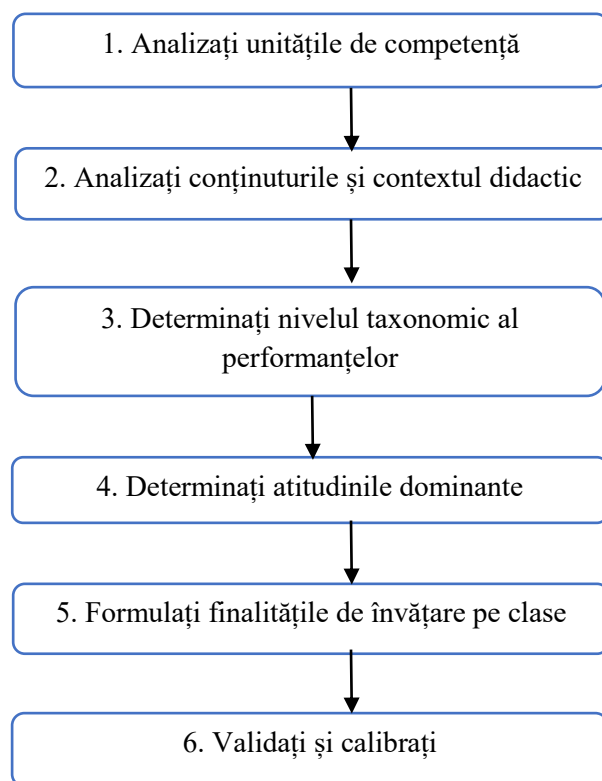 1. Analizați unitățile de competență
2. Analizați conținuturile și contextul didactic
3. Determinați nivelul taxonomic al
performanțelor
4. Determinați atitudinile dominante
5. Formulați finalitățile de învățare pe clase
6. Validați și calibrați